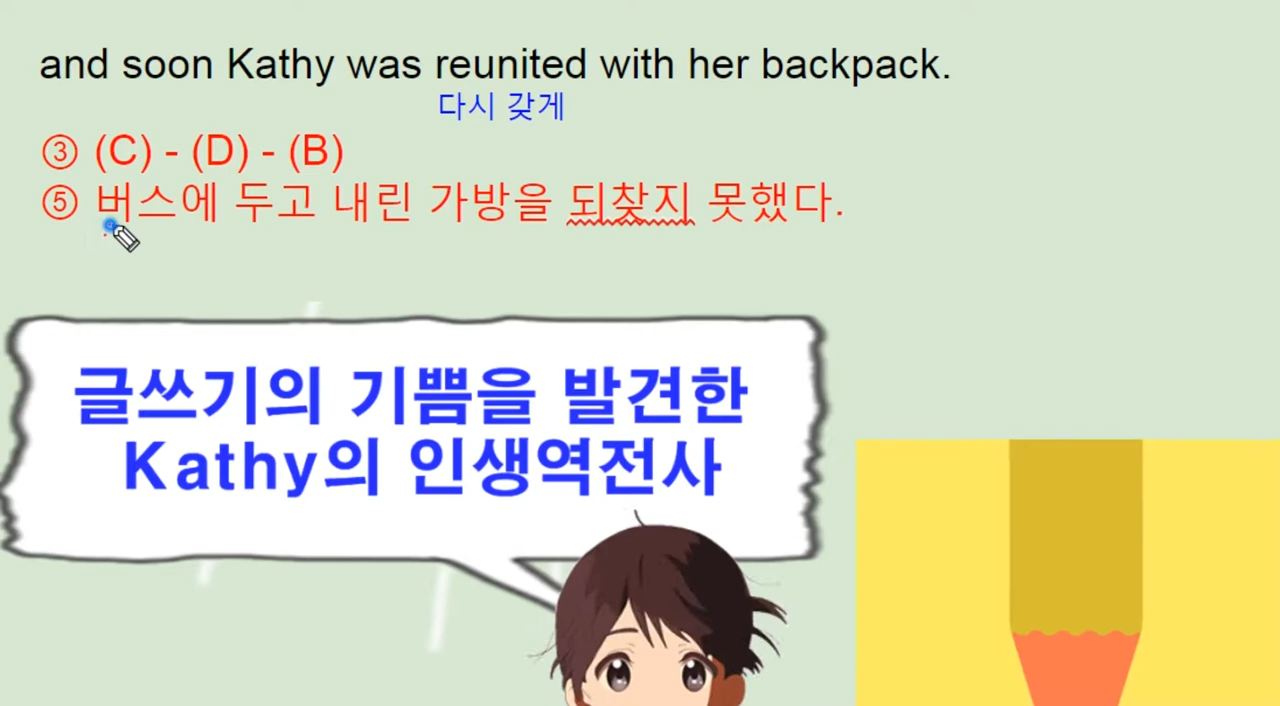 and soon Kathy was reunited with her backpack.
다시 갖게
③ (C) - (D) - (B)
⑤ 버스에 두고 내린 가방을 되찾지 못했다.
글쓰기의 기쁨을 발견한
Kathy의 인생역전사